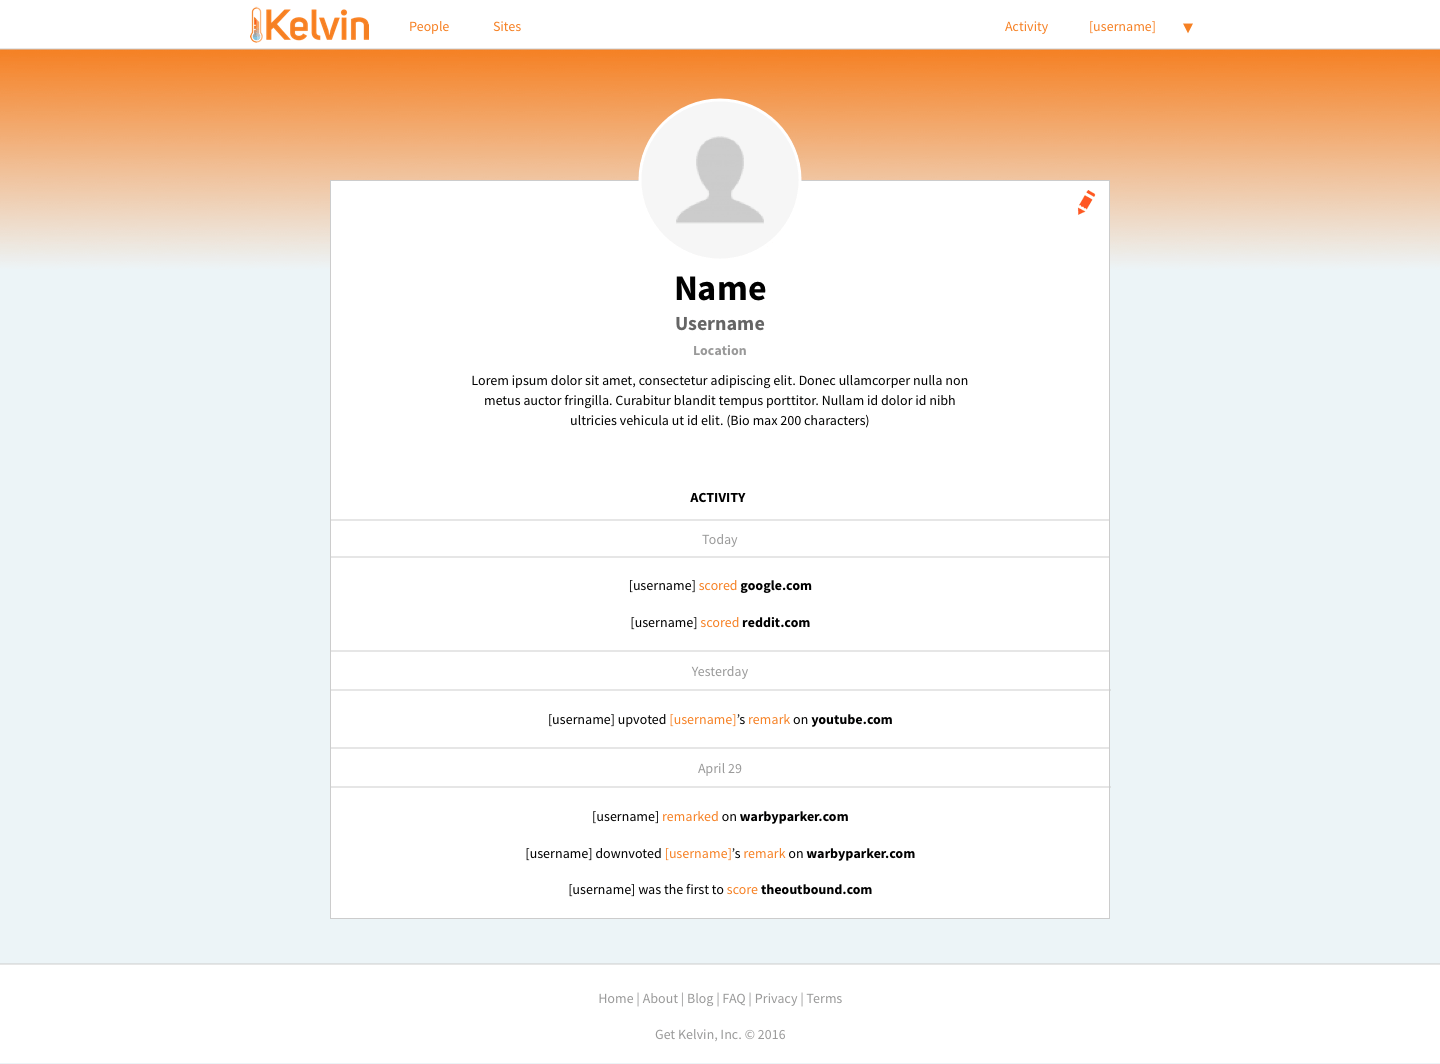 Kelvin People Sites Activity [username] ▼
Name
Username
Location
Lorem ipsum dolor sit amet, consectetur adipiscing elit. Donec ullamcorper nulla non
metus auctor fringilla. Curabitur blandit tempus porttitor. Nullam id dolor id nibh
ultricies vehicula ut id elit. (Bio max 200 characters)
ACTIVITY
Today
[username] scored google.com
[username] scored reddit.com
Yesterday
[username] upvoted [username]’s remark on youtube.com
April 29
[username] remarked on warbyparker.com
[username] downvoted [username]’s remark on warbyparker.com
[username] was the first to score theoutbound.com
Home | About | Blog | FAQ | Privacy | Terms
Get Kelvin, Inc. © 2016